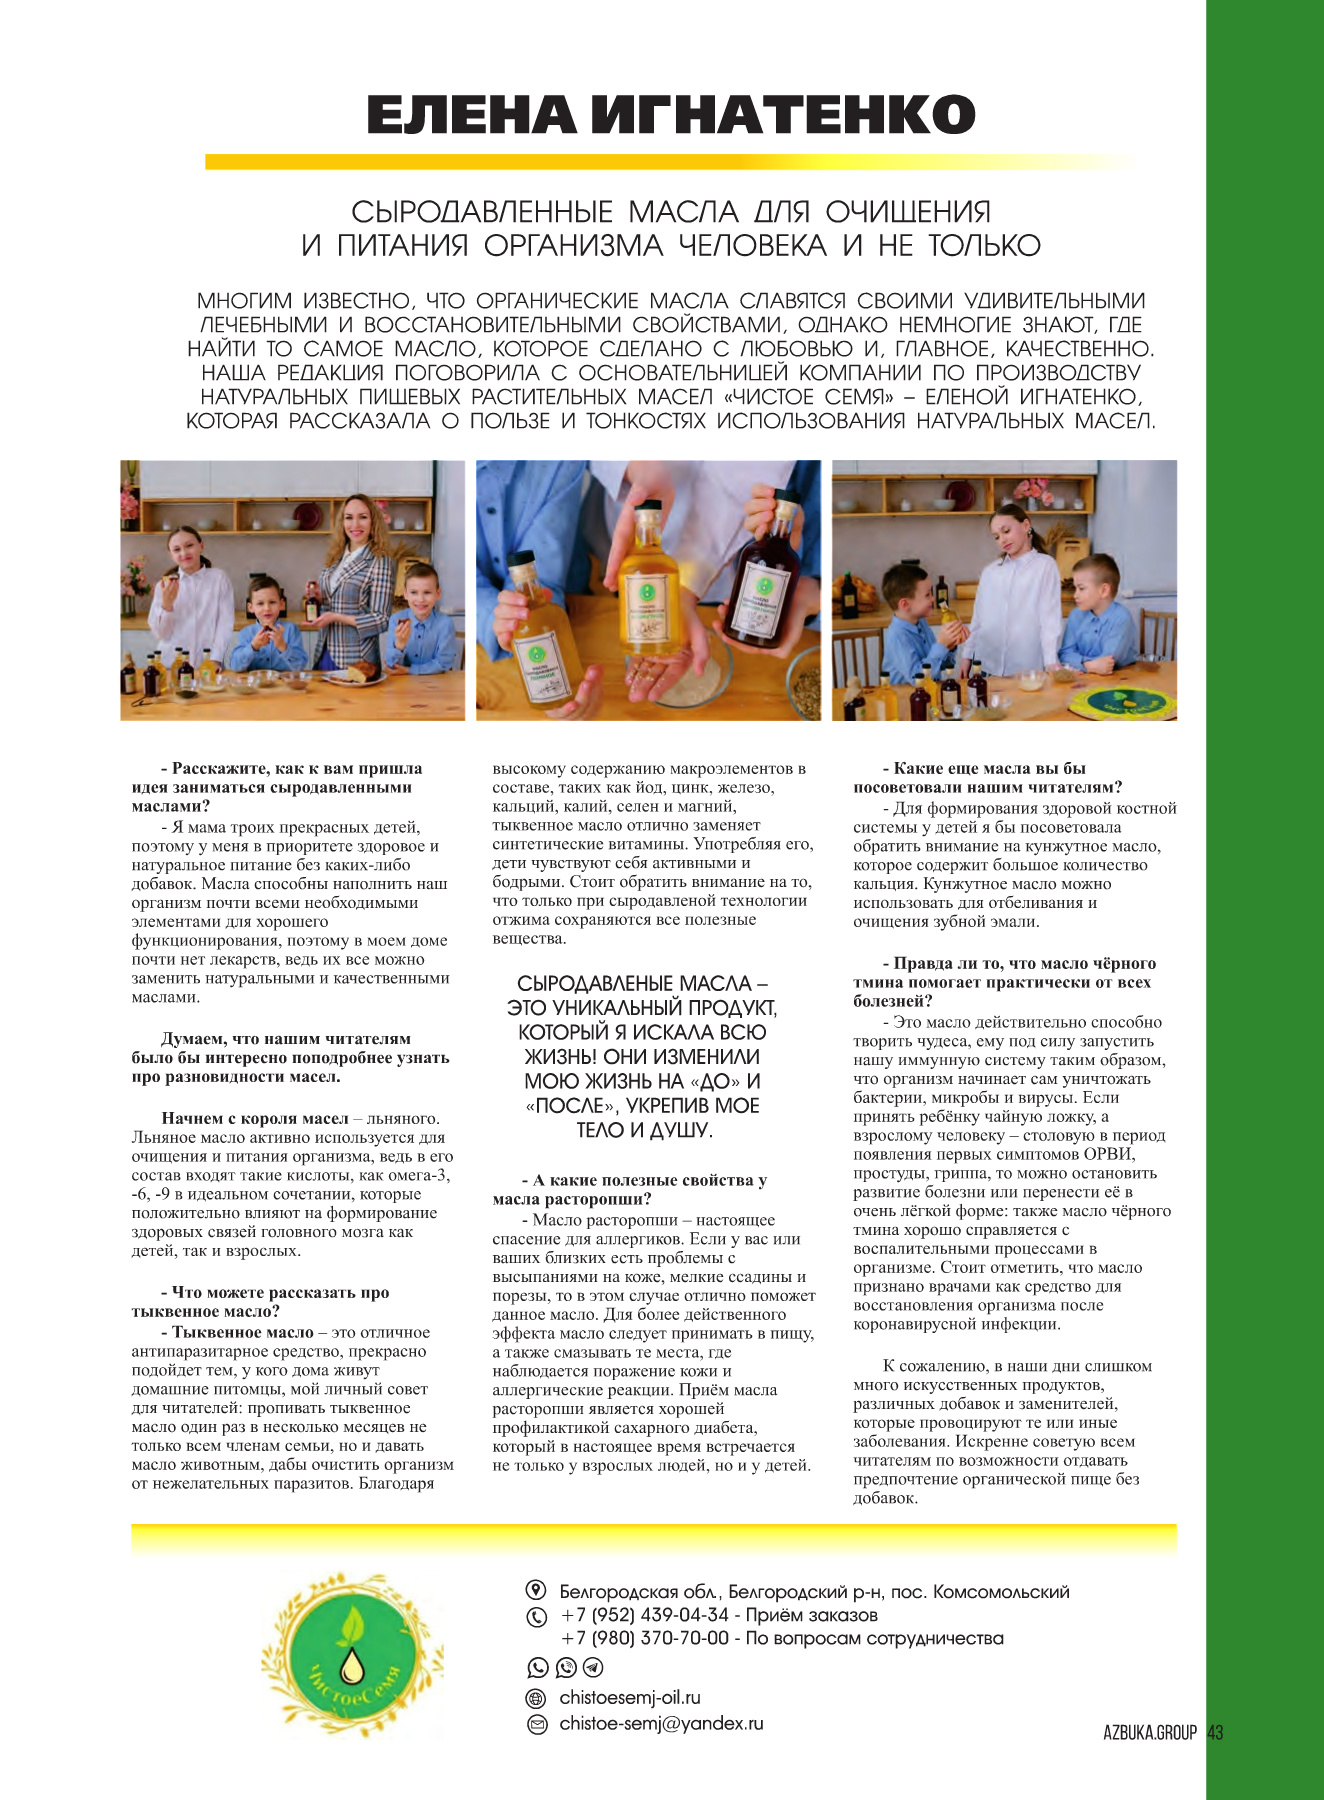 ЕЛЕНА ИГНАТЕНКО
СЫРОДАВЛЕННЫЕ МАСЛА ДЛЯ ОЧИЩЕНИЯ
И ПИТАНИЯ ОРГАНИЗМА ЧЕЛОВЕКА И НЕ ТОЛЬКО
МНОГИМ ИЗВЕСТНО, ЧТО ОРГАНИЧЕСКИЕ МАСЛА СЛАВЯТСЯ СВОИМИ УДИВИТЕЛЬНЫМИ
ЛЕЧЕБНЫМИ И ВОССТАНОВИТЕЛЬНЫМИ СВОЙСТВАМИ, ОДНАКО НЕМНОГИЕ ЗНАЮТ, ГДЕ
НАЙТИ ТО САМОЕ МАСЛО, КОТОРОЕ СДЕЛАНО С ЛЮБОВЬЮ И, ГЛАВНОЕ, КАЧЕСТВЕННО.
НАША РЕДАКЦИЯ ПОГОВОРИЛА С ОСНОВАТЕЛЬНИЦЕЙ КОМПАНИИ ПО ПРОИЗВОДСТВУ
НАТУРАЛЬНЫХ ПИЩЕВЫХ РАСТИТЕЛЬНЫХ МАСЕЛ «ЧИСТОЕ СЕМЯ» – ЕЛЕНОЙ ИГНАТЕНКО,
КОТОРАЯ РАССКАЗАЛА О ПОЛЬЗЕ И ТОНКОСТЯХ ИСПОЛЬЗОВАНИЯ НАТУРАЛЬНЫХ МАСЕЛ.
- Расскажите, как к вам пришла
идея заниматься сыродавленными
маслами?
- Я мама троих прекрасных детей,
поэтому у меня в приоритете здоровое и
натуральное питание без каких-либо
добавок. Масла способны наполнить наш
организм почти всеми необходимыми
элементами для хорошего
функционирования, поэтому в моем доме
почти нет лекарств, ведь их все можно
заменить натуральными и качественными
маслами.
Думаем, что нашим читателям
было бы интересно поподробнее узнать
про разновидности масел.
Начнем с короля масел – льняного.
Льняное масло активно используется для
очищения и питания организма, ведь в его
состав входят такие кислоты, как омега-3,
-6, -9 в идеальном сочетании, которые
положительно влияют на формирование
здоровых связей головного мозга как
детей, так и взрослых.
- Что можете рассказать про
тыквенное масло?
- Тыквенное масло – это отличное
антипаразитарное средство, прекрасно
подойдет тем, у кого дома живут
домашние питомцы, мой личный совет
для читателей: пропивать тыквенное
масло один раз в несколько месяцев не
только всем членам семьи, но и давать
масло животным, дабы очистить организм
от нежелательных паразитов. Благодаря
высокому содержанию макроэлементов в
составе, таких как йод, цинк, железо,
кальций, калий, селен и магний,
тыквенное масло отлично заменяет
синтетические витамины. Употребляя его,
дети чувствуют себя активными и
бодрыми. Стоит обратить внимание на то,
что только при сыродавленой технологии
отжима сохраняются все полезные
вещества.
СЫРОДАВЛЕНЫЕ МАСЛА –
ЭТО УНИКАЛЬНЫЙ ПРОДУКТ,
КОТОРЫЙ Я ИСКАЛА ВСЮ
ЖИЗНЬ! ОНИ ИЗМЕНИЛИ
МОЮ ЖИЗНЬ НА «ДО» И
«ПОСЛЕ», УКРЕПИВ МОЕ
ТЕЛО И ДУШУ.
- А какие полезные свойства у
масла расторопши?
- Масло расторопши – настоящее
спасение для аллергиков. Если у вас или
ваших близких есть проблемы с
высыпаниями на коже, мелкие ссадины и
порезы, то в этом случае отлично поможет
данное масло. Для более действенного
эффекта масло следует принимать в пищу,
а также смазывать те места, где
наблюдается поражение кожи и
аллергические реакции. Приём масла
расторопши является хорошей
профилактикой сахарного диабета,
который в настоящее время встречается
не только у взрослых людей, но и у детей.
- Какие еще масла вы бы
посоветовали нашим читателям?
- Для формирования здоровой костной
системы у детей я бы посоветовала
обратить внимание на кунжутное масло,
которое содержит большое количество
кальция. Кунжутное масло можно
использовать для отбеливания и
очищения зубной эмали.
- Правда ли то, что масло чёрного
тмина помогает практически от всех
болезней?
- Это масло действительно способно
творить чудеса, ему под силу запустить
нашу иммунную систему таким образом,
что организм начинает сам уничтожать
бактерии, микробы и вирусы. Если
принять ребёнку чайную ложку, а
взрослому человеку – столовую в период
появления первых симптомов ОРВИ,
простуды, гриппа, то можно остановить
развитие болезни или перенести её в
очень лёгкой форме: также масло чёрного
тмина хорошо справляется с
воспалительными процессами в
организме. Стоит отметить, что масло
признано врачами как средство для
восстановления организма после
коронавирусной инфекции.
К сожалению, в наши дни слишком
много искусственных продуктов,
различных добавок и заменителей,
которые провоцируют те или иные
заболевания. Искренне советую всем
читателям по возможности отдавать
предпочтение органической пище без
добавок.
ЧистоеСемя
Белгородская обл., Белгородский р-н, пос. Комсомольский
+7 (952) 439-04-34 - Приём заказов
+7 (980) 370-70-00 - По вопросам сотрудничества
chistoesemj-oil.ru
chistoe-semj@yandex.ru
AZBUKA.GROUP 43